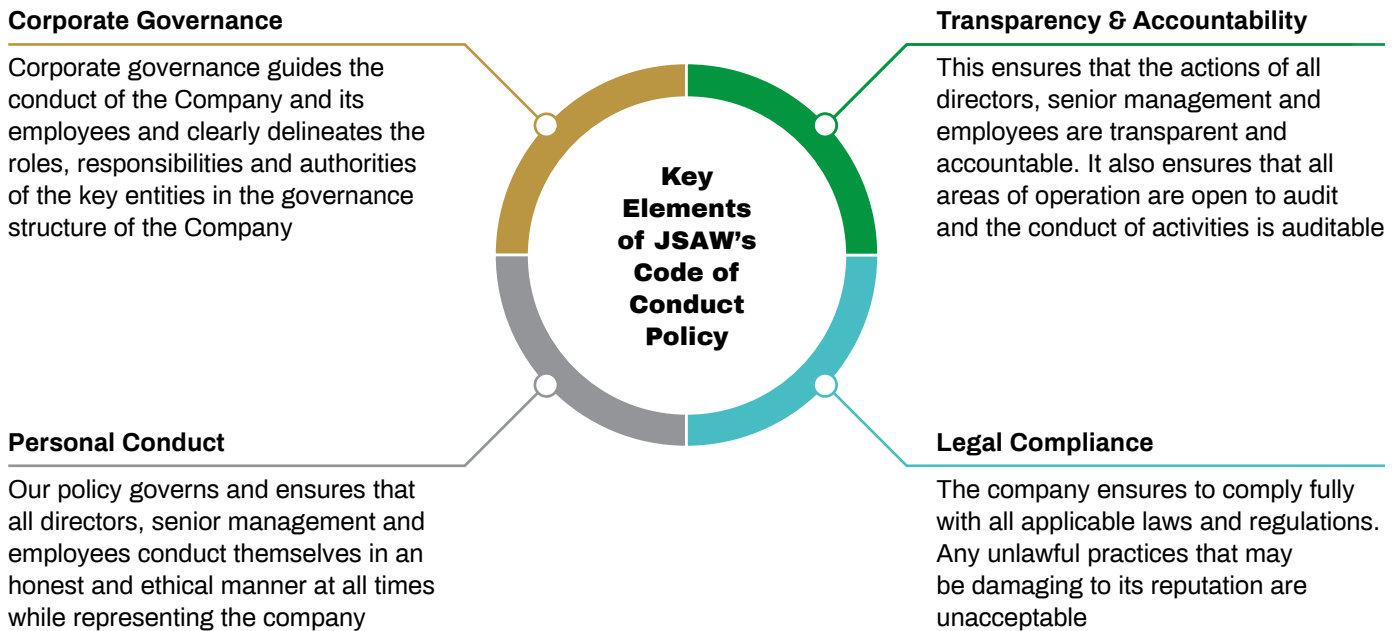 Corporate Governance
Corporate governance guides the
conduct of the Company and its
employees and clearly delineates the
roles, responsibilities and authorities
of the key entities in the governance
structure of the Company
Transparency & Accountability
This ensures that the actions of all
directors, senior management and
employees are transparent and
accountable. It also ensures that all
areas of operation are open to audit
and the conduct of activities is auditable
Key
Elements
of JSAW’s
Code of
Conduct
Policy
Personal Conduct
Our policy governs and ensures that
all directors, senior management and
employees conduct themselves in an
honest and ethical manner at all times
while representing the company
Legal Compliance
The company ensures to comply fully
with all applicable laws and regulations.
Any unlawful practices that may
be damaging to its reputation are
unacceptable